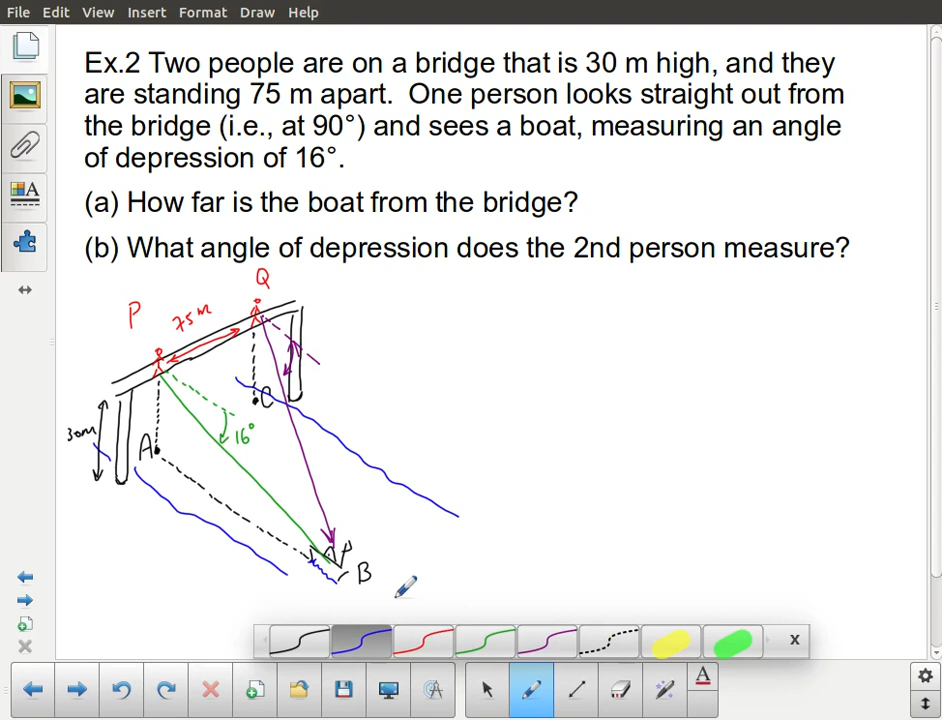 File Edit View Insert Format Draw Help
Ex.2 Two people are on a bridge that is 30 m high, and they
are standing 75 m apart.  One person looks straight out from
the bridge (i.e., at 90°) and sees a boat, measuring an angle
of depression of 16°.
(a) How far is the boat from the bridge?
(b) What angle of depression does the 2nd person measure?
Q
P
75 m
C
30m
16°
A
B
A
A
X